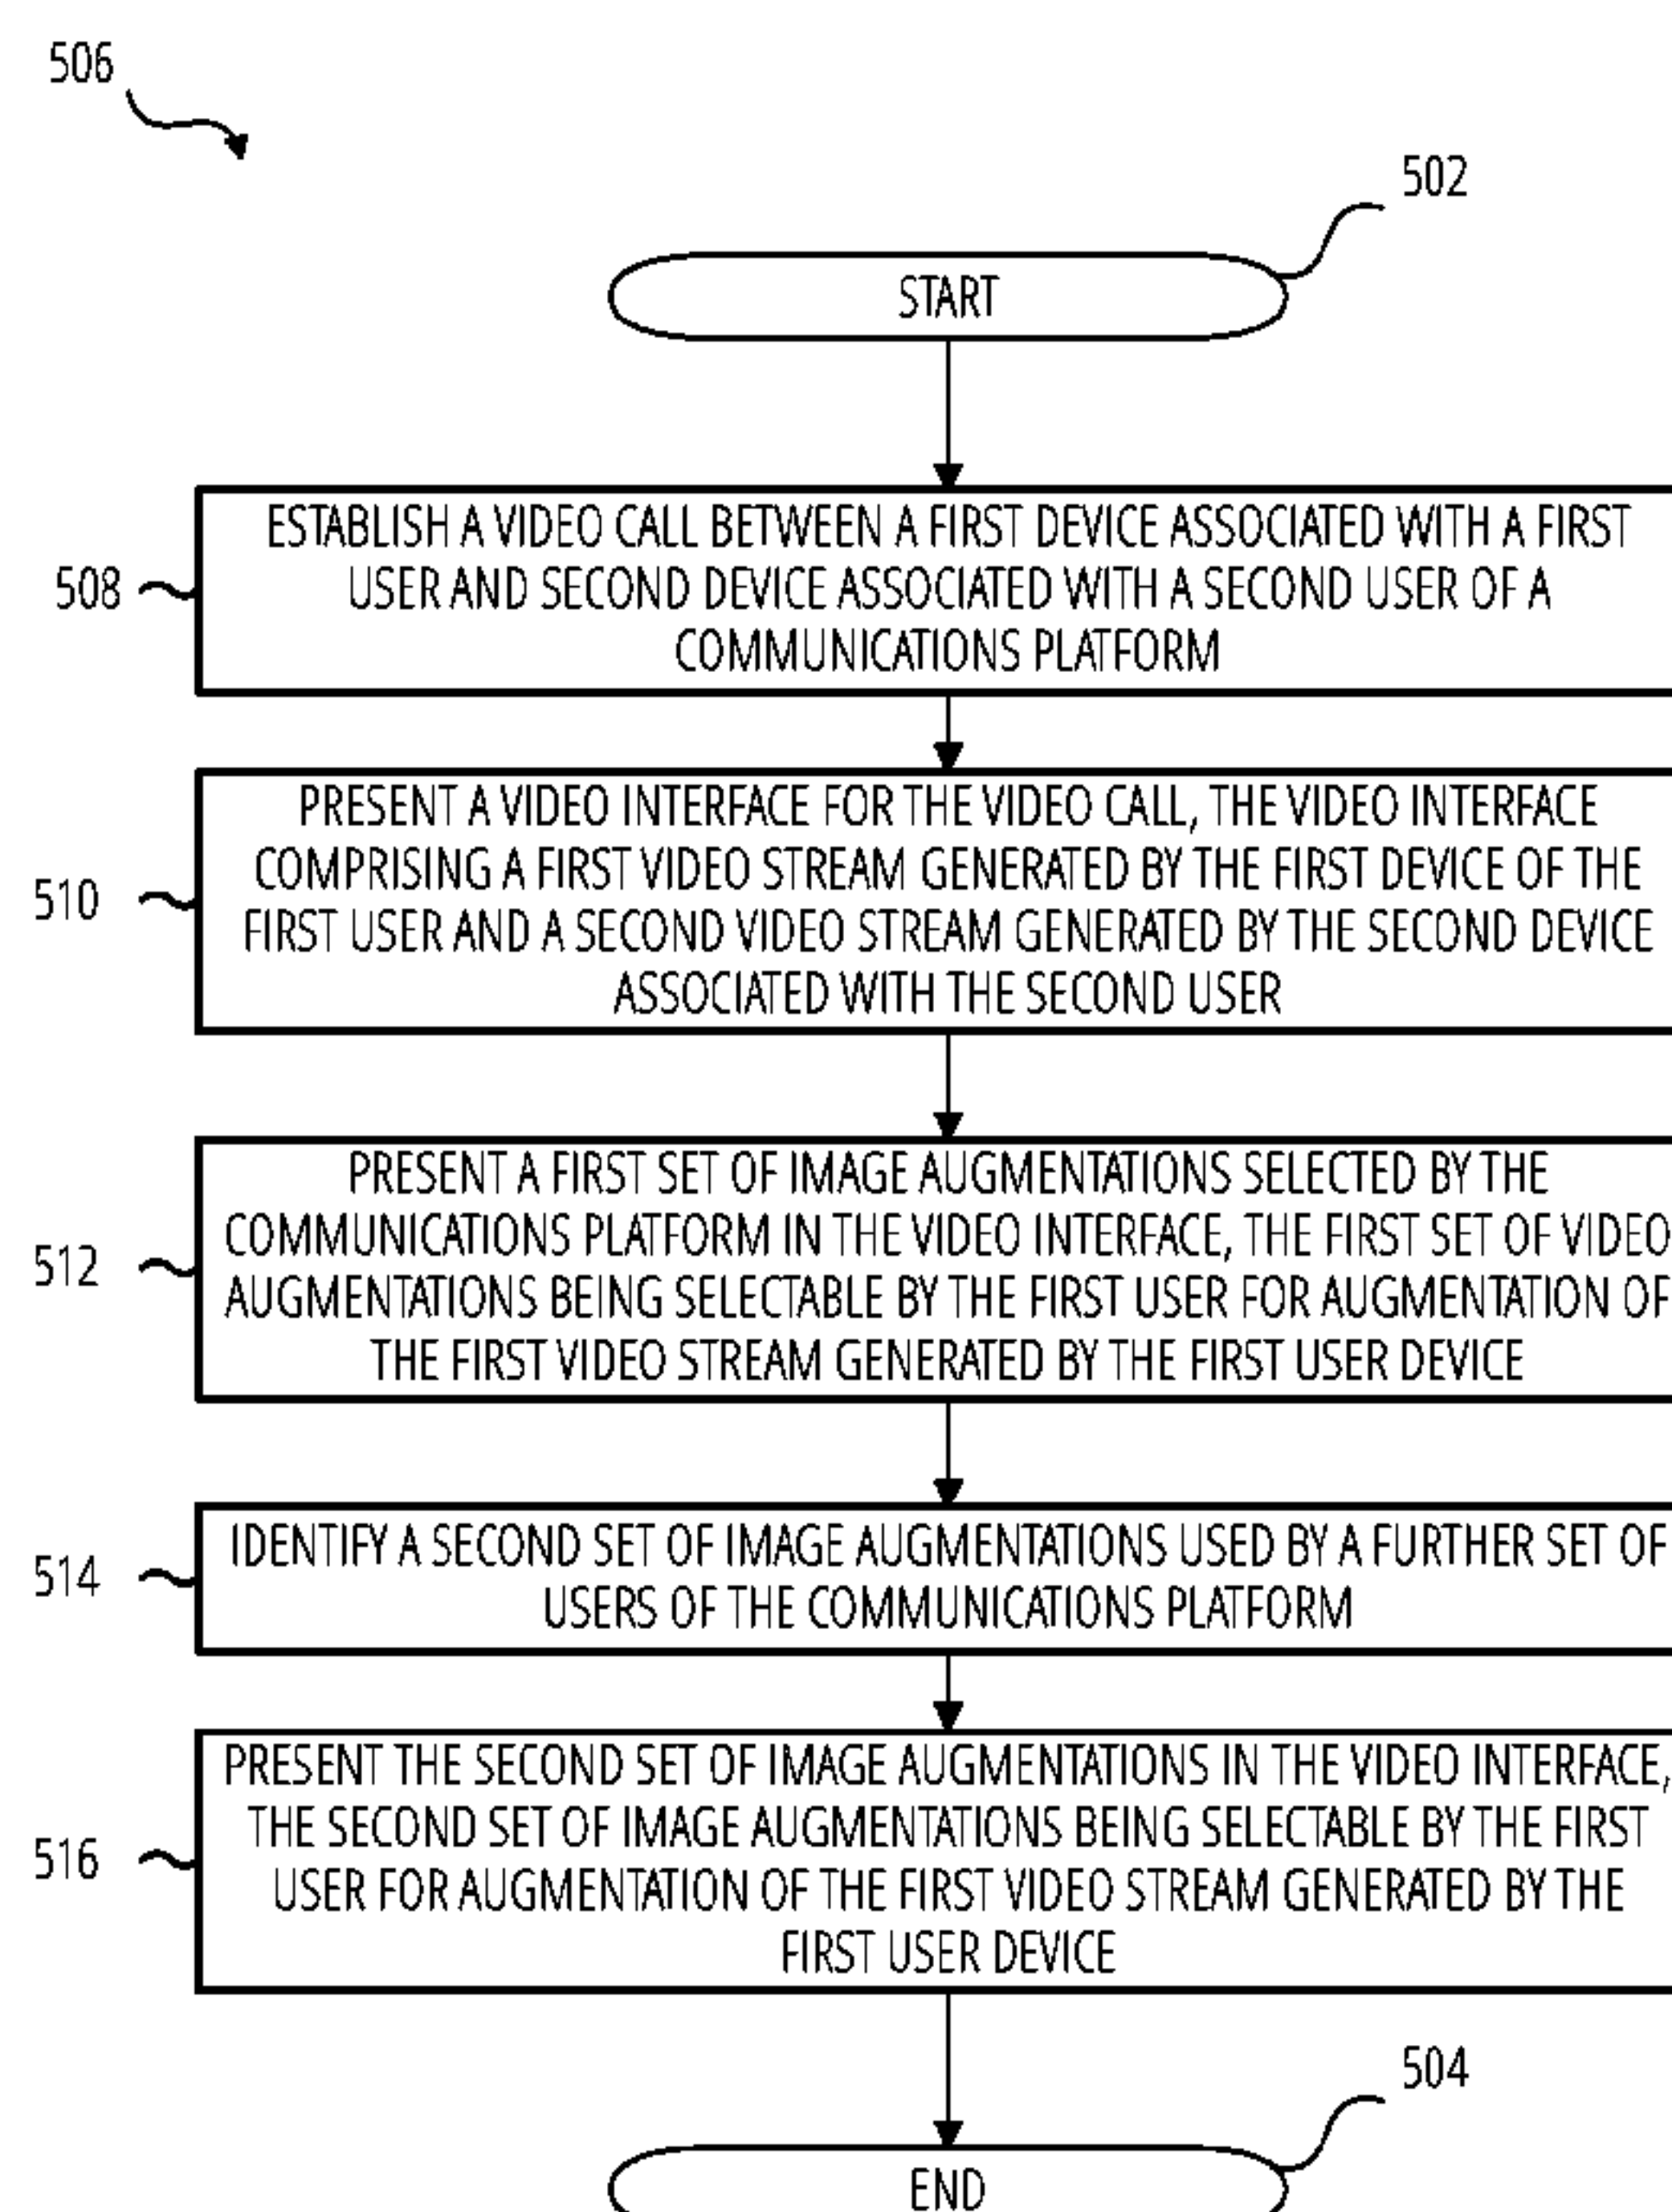 506
502
START
ESTABLISH A VIDEO CALL BETWEEN A FIRST DEVICE ASSOCIATED WITH A FIRST
USER AND SECOND DEVICE ASSOCIATED WITH A SECOND USER OF A
COMMUNICATIONS PLATFORM
508
PRESENT A VIDEO INTERFACE FOR THE VIDEO CALL, THE VIDEO INTERFACE
COMPRISING A FIRST VIDEO STREAM GENERATED BY THE FIRST DEVICE OF THE
FIRST USER AND A SECOND VIDEO STREAM GENERATED BY THE SECOND DEVICE
ASSOCIATED WITH THE SECOND USER
510
PRESENT A FIRST SET OF IMAGE AUGMENTATIONS SELECTED BY THE
COMMUNICATIONS PLATFORM IN THE VIDEO INTERFACE, THE FIRST SET OF VIDEO
AUGMENTATIONS BEING SELECTABLE BY THE FIRST USER FOR AUGMENTATION OF
THE FIRST VIDEO STREAM GENERATED BY THE FIRST USER DEVICE
512
IDENTIFY A SECOND SET OF IMAGE AUGMENTATIONS USED BY A FURTHER SET OF
USERS OF THE COMMUNICATIONS PLATFORM
514
PRESENT THE SECOND SET OF IMAGE AUGMENTATIONS IN THE VIDEO INTERFACE,
THE SECOND SET OF IMAGE AUGMENTATIONS BEING SELECTABLE BY THE FIRST
USER FOR AUGMENTATION OF THE FIRST VIDEO STREAM GENERATED BY THE
FIRST USER DEVICE
516
504
END